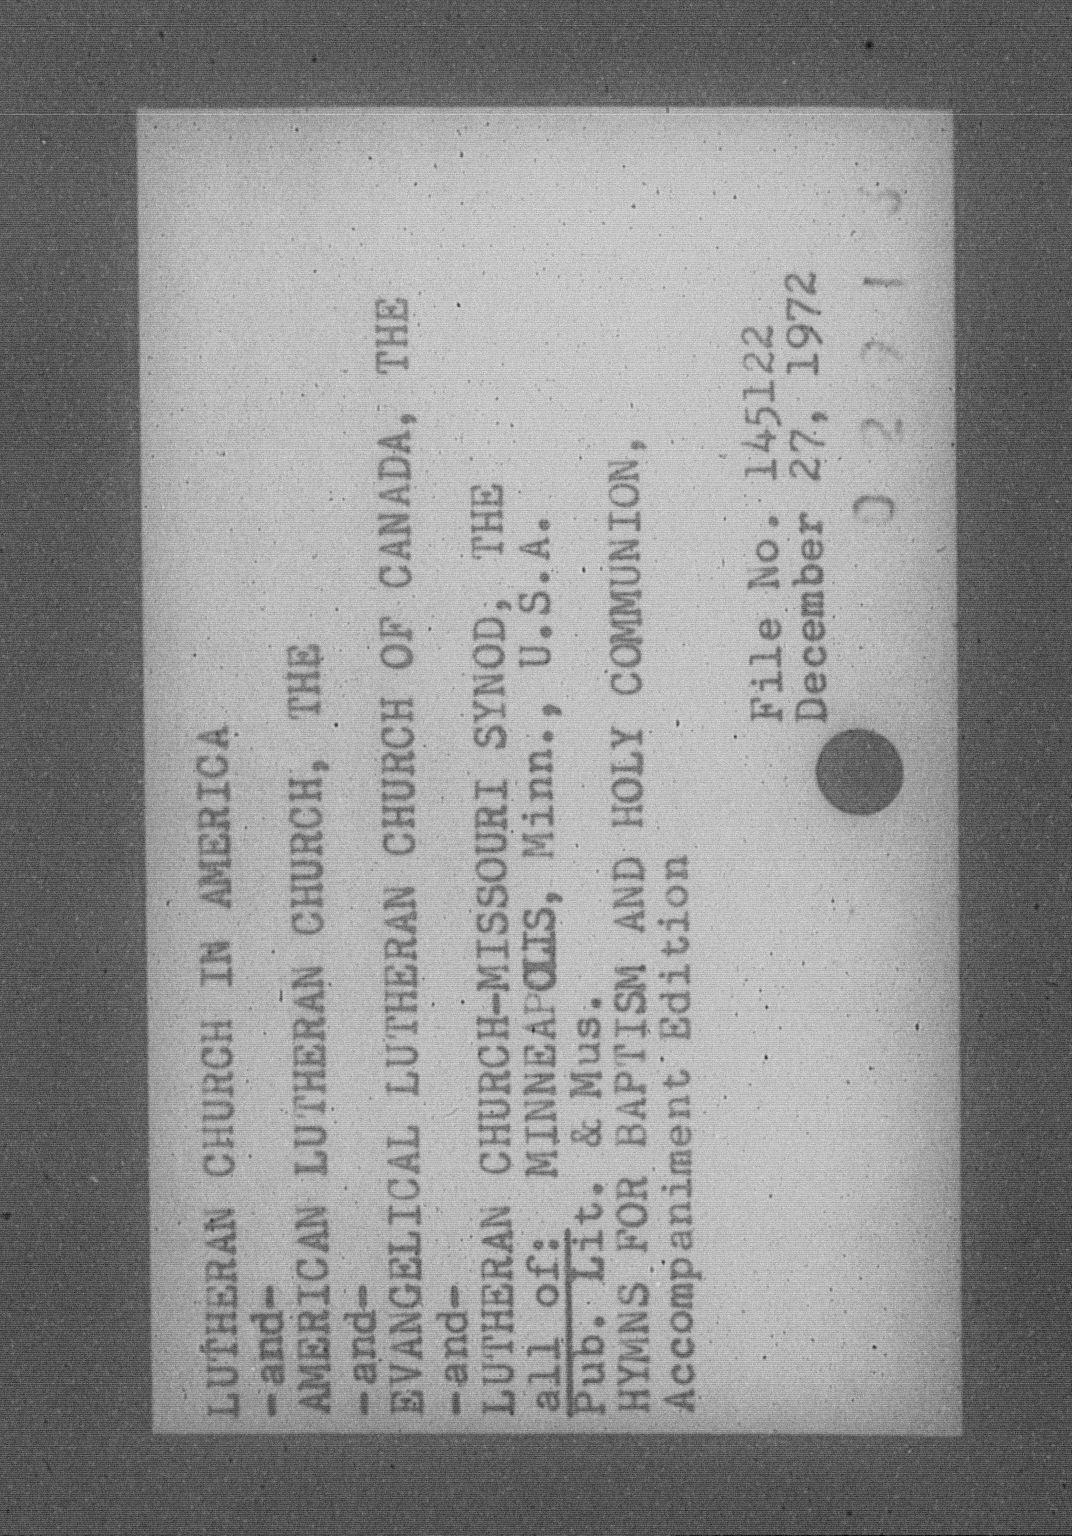 LUTHERAN CHURCH IN AMERICA
-and-
AMERICAN LUTHERAN CHURCH, THE
-and-
EVANGELICAL LUTHERAN CHURCH OF CANADA, THE
-and-
LUTHERAN CHURCH-MISSOURI SYNOD, THE
all of: MINNEAPOLIS, Minn., U.S.A.
Pub. Lit. & Mus.
HYMNS FOR BAPTISM AND HOLY COMMUNION,
Accompaniment Edition
File No. 145122
December 27, 1972